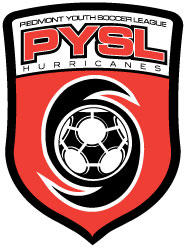 PIEDMONT YOUTH SOCCER LEAGUE
PYSL
HURRICANES